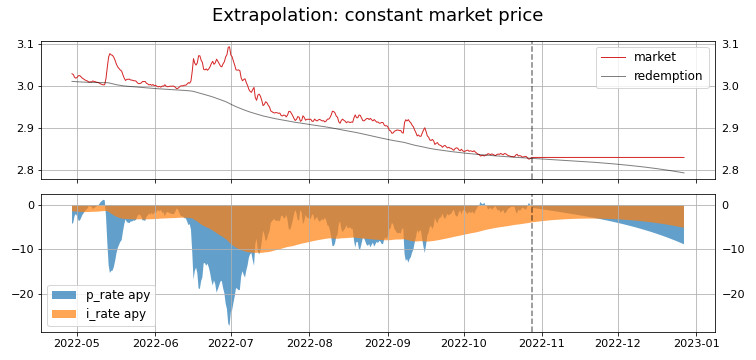 Extrapolation: constant market price
3.1 3.1
market
redemption
3.0 3.0
2.9 2.9
2.8 2.8
0 0
−10 −10
−20 −20
p_rate apy
i_rate apy
2022-05 2022-06 2022-07 2022-08 2022-09 2022-10 2022-11 2022-12 2023-01